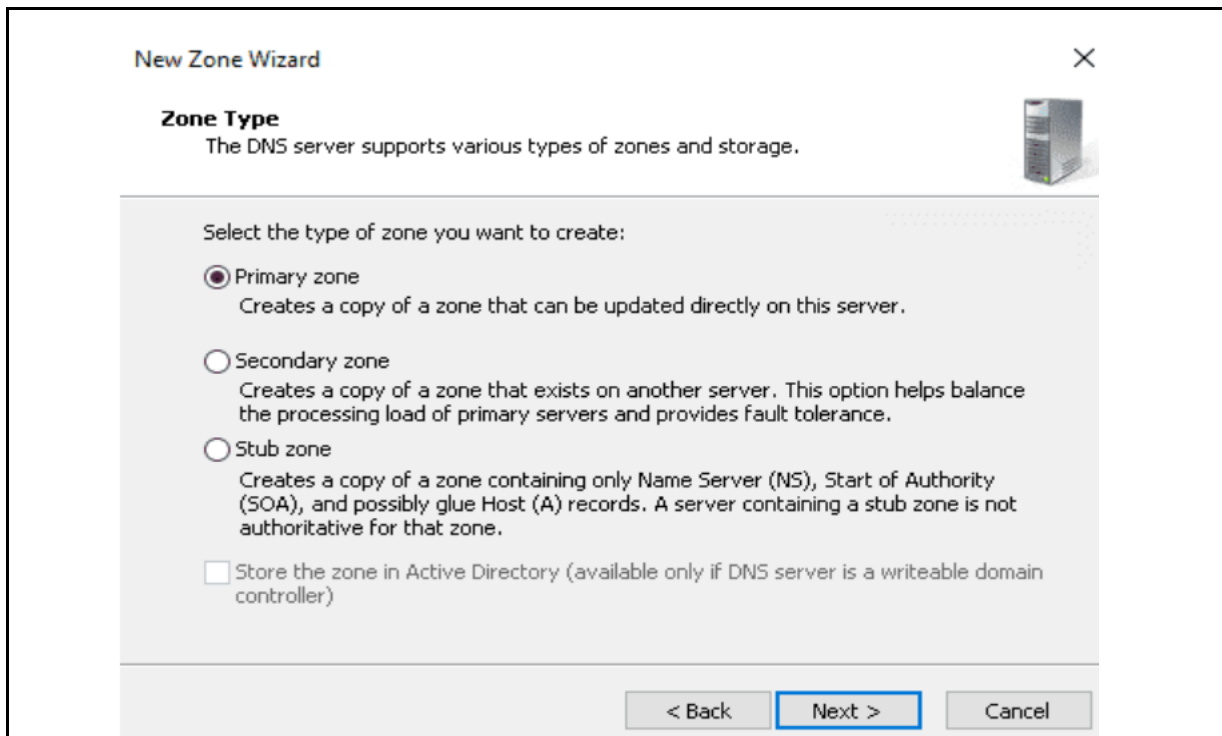 New Zone Wizard
Zone Type
The DNS server supports various types of zones and storage.
Select the type of zone you want to create:
Primary zone
Creates a copy of a zone that can be updated directly on this server.
Secondary zone
Creates a copy of a zone that exists on another server. This option helps balance
the processing load of primary servers and provides fault tolerance.
Stub zone
Creates a copy of a zone containing only Name Server (NS), Start of Authority
(SOA), and possibly glue Host (A) records. A server containing a stub zone is not
authoritative for that zone.
Store the zone in Active Directory (available only if DNS server is a writeable domain
controller)
< Back Next > Cancel